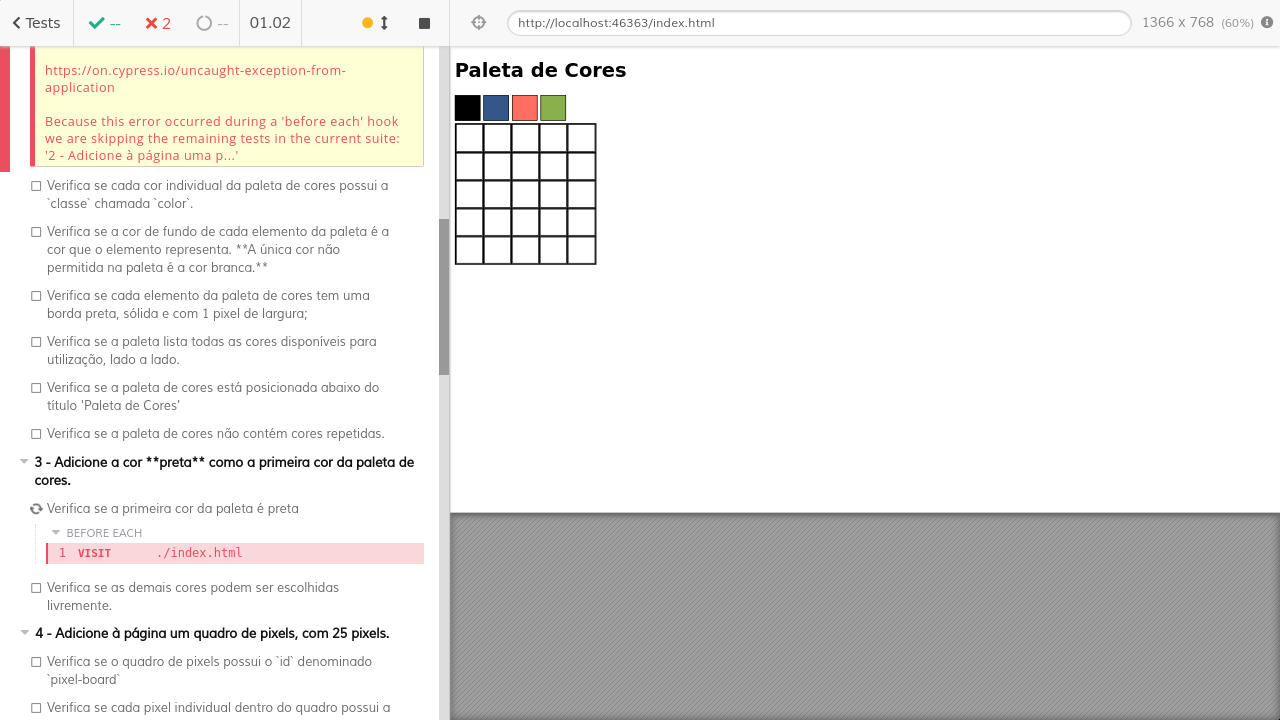 Tests
--
2
--
01.02
http://localhost:46363/index.html
1366 x 768 (60%)
https://on.cypress.io/uncaught-exception-from-
application
Because this error occurred during a 'before each' hook
we are skipping the remaining tests in the current suite:
'2 - Adicione à página uma p...'
Verifica se cada cor individual da paleta de cores possui a
`classe` chamada `color`.
Verifica se a cor de fundo de cada elemento da paleta é a
cor que o elemento representa. **A única cor não
permitida na paleta é a cor branca.**
Verifica se cada elemento da paleta de cores tem uma
borda preta, sólida e com 1 pixel de largura;
Verifica se a paleta lista todas as cores disponíveis para
utilização, lado a lado.
Verifica se a paleta de cores está posicionada abaixo do
título 'Paleta de Cores'
Verifica se a paleta de cores não contém cores repetidas.
3 - Adicione a cor **preta** como a primeira cor da paleta de
cores.
Verifica se a primeira cor da paleta é preta
BEFORE EACH
1 VISIT ./index.html
Verifica se as demais cores podem ser escolhidas
livremente.
4 - Adicione à página um quadro de pixels, com 25 pixels.
Verifica se o quadro de pixels possui o `id` denominado
`pixel-board`
Verifica se cada pixel individual dentro do quadro possui a
Paleta de Cores